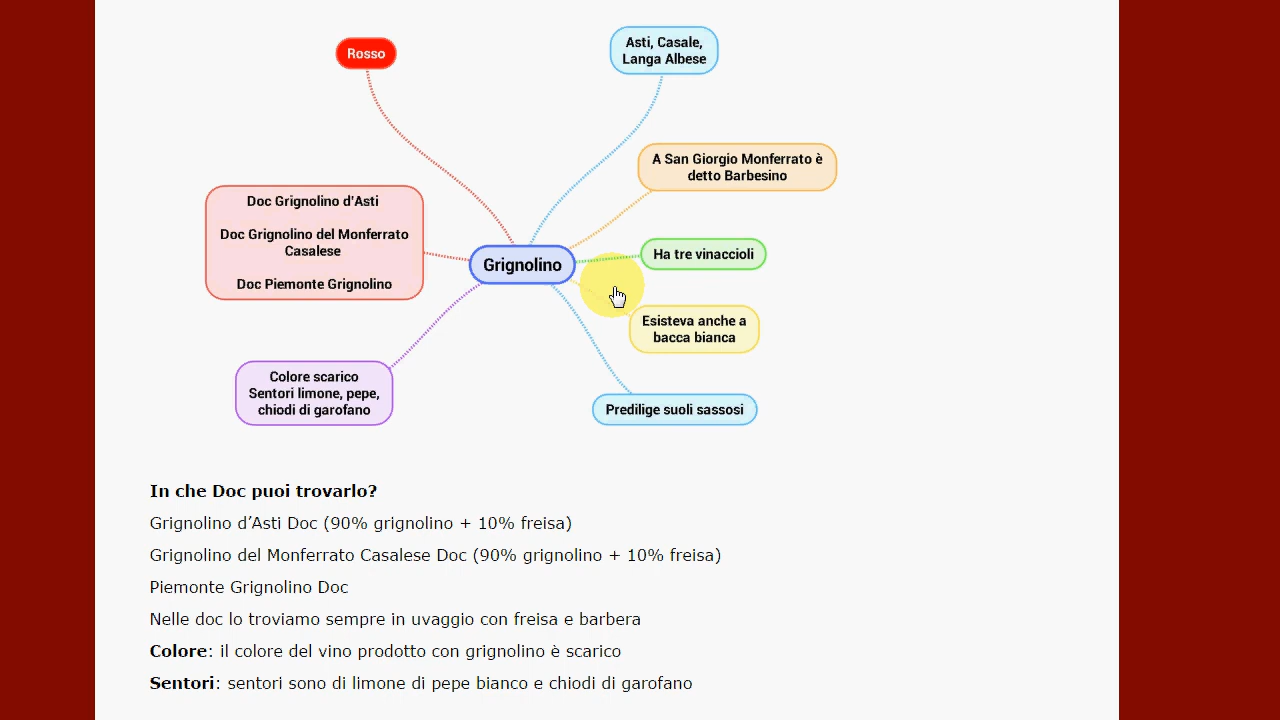 Rosso
Asti, Casale,
Langa Albese
A San Giorgio Monferrato è
detto Barbesino
Doc Grignolino d'Asti
Doc Grignolino del Monferrato
Casalese
Doc Piemonte Grignolino
Grignolino
Ha tre vinaccioli
Esisteva anche a
bacca bianca
Colore scarico
Sentori limone, pepe,
chiodi di garofano
Predilige suoli sassosi
In che Doc puoi trovarlo?
Grignolino d’Asti Doc (90% grignolino + 10% freisa)
Grignolino del Monferrato Casalese Doc (90% grignolino + 10% freisa)
Piemonte Grignolino Doc
Nelle doc lo troviamo sempre in uvaggio con freisa e barbera
Colore: il colore del vino prodotto con grignolino è scarico
Sentori: sentori sono di limone di pepe bianco e chiodi di garofano